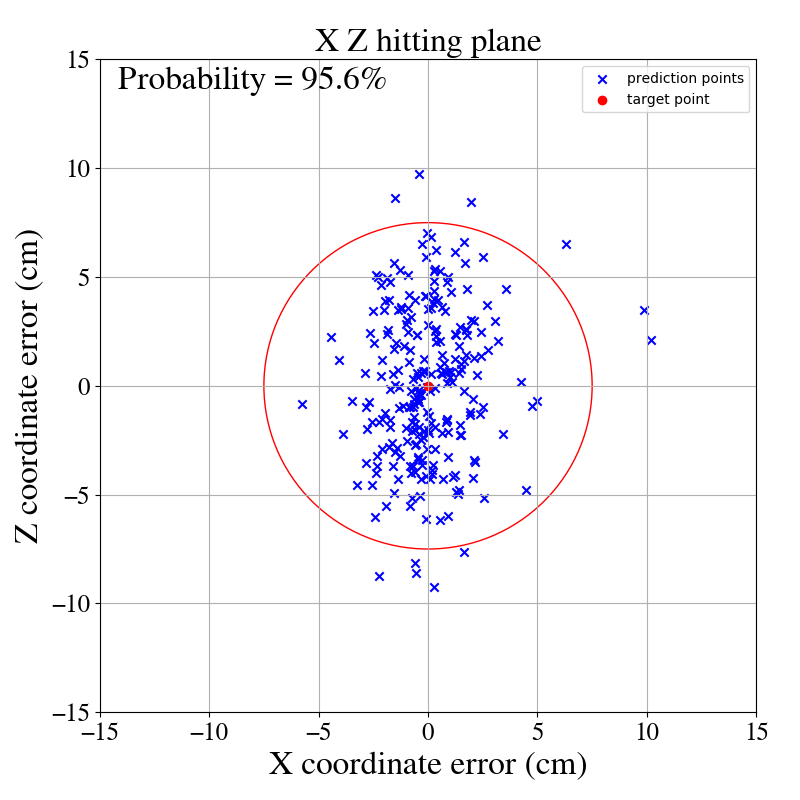 X Z hitting plane
Probability = 95.6%
prediction points
target point
15
10
5
0
−5
−10
−15
Z coordinate error (cm)
−15 −10 −5 0 5 10 15
X coordinate error (cm)